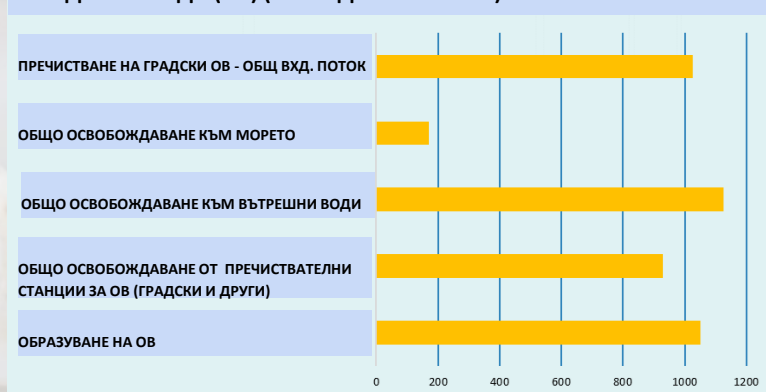 ПРЕЧИСТВАНЕ НА ГРАДСКИ ОВ - ОБЩ ВХД. ПОТОК
ОБЩО ОСВОБОЖДАВАНЕ КЪМ МОРЕТО
ОБЩО ОСВОБОЖДАВАНЕ КЪМ ВЪТРЕШНИ ВОДИ
ОБЩО ОСВОБОЖДАВАНЕ ОТ ПРЕЧИСТВАТЕЛНИ
СТАНЦИИ ЗА ОВ (ГРАДСКИ И ДРУГИ)
ОБРАЗУВАНЕ НА ОВ
0 200 400 600 800 1000 1200